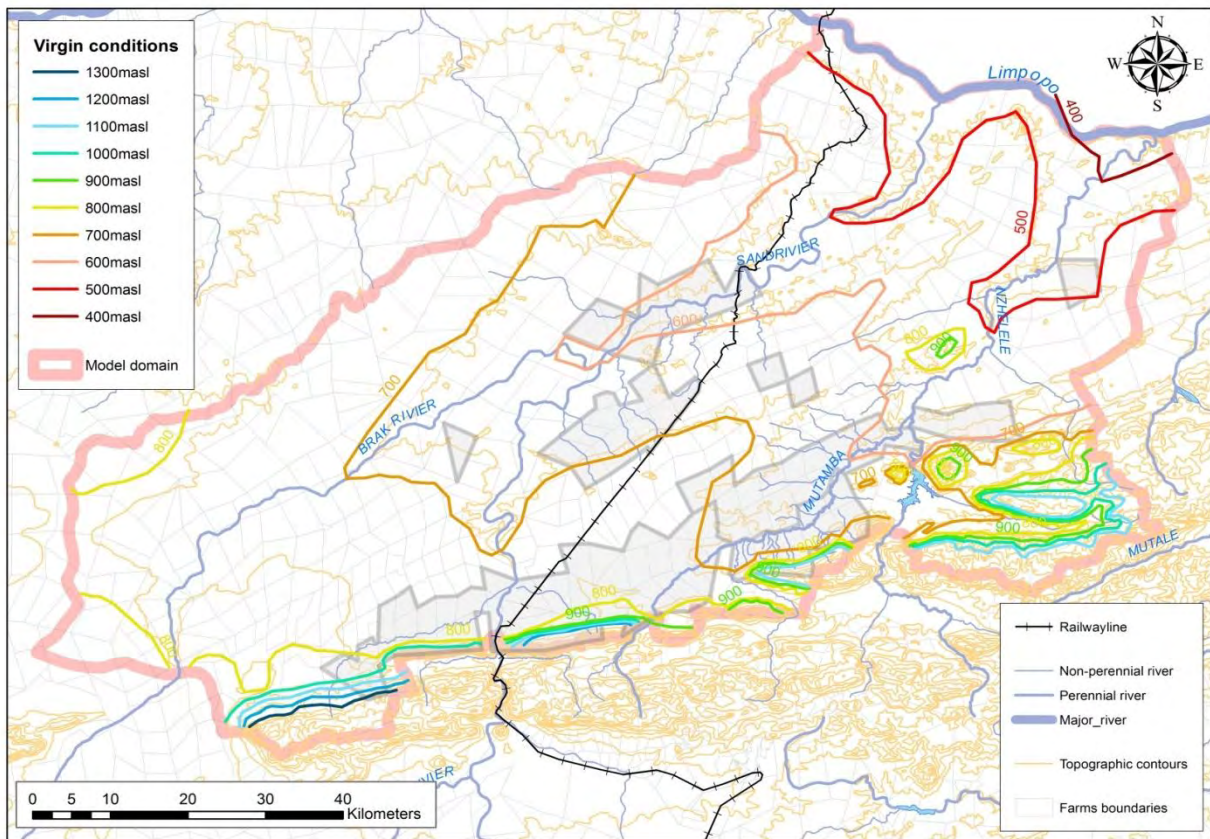 Virgin conditions
1300masl
1200masl
1100masl
1000masl
900masl
800masl
700masl
600masl
500masl
400masl
Model domain
N
W E
S
Limpopo
400
500
SANDRIVIER
600
NZHELELE
800
900
700
BRAK RIVIER
800
700
900
700
MUTAMBA
900
MUTALE
900
800
900
800
800
RIVIER
0 5 10 20 30 40
Kilometers
Railwayline
Non-perennial river
Perennial river
Major_river
Topographic contours
Farms boundaries